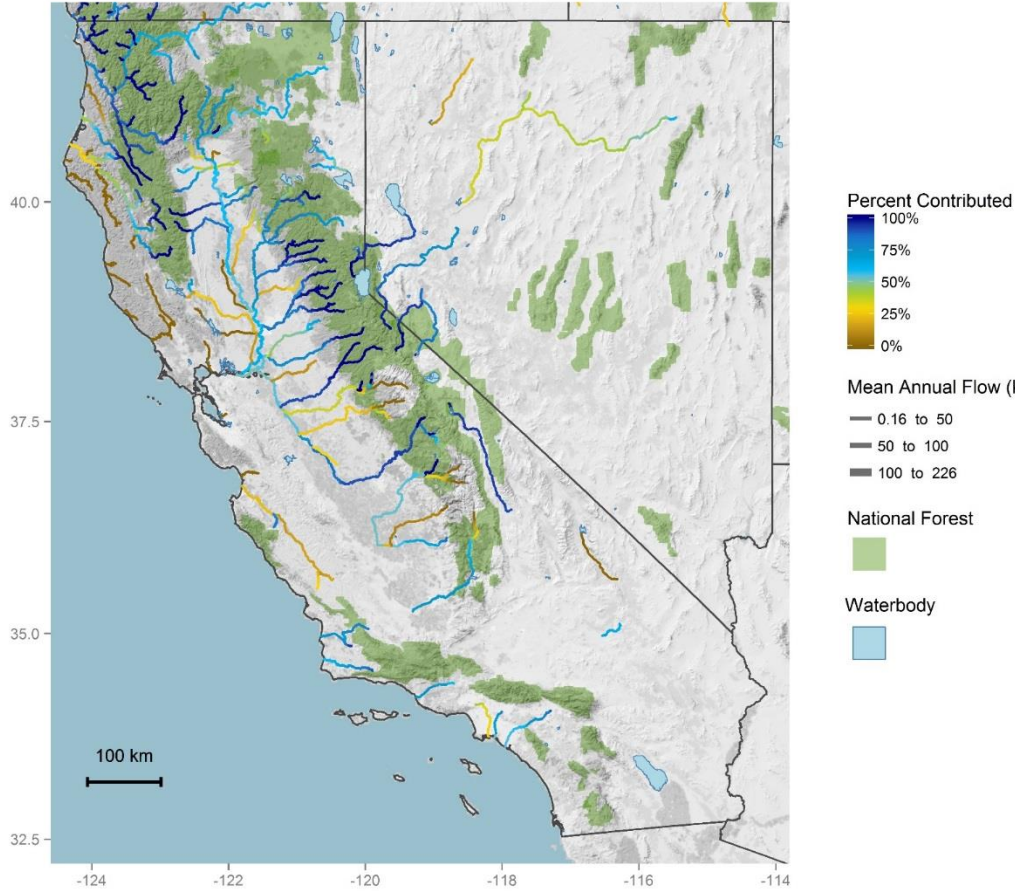 40.0
37.5
35.0
32.5
100 km
-124
-122
-120
-118
-116
-114
Percent Contributed
100%
75%
50%
25%
0%
Mean Annual Flow (
0.16 to 50
50 to 100
100 to 226
National Forest
Waterbody